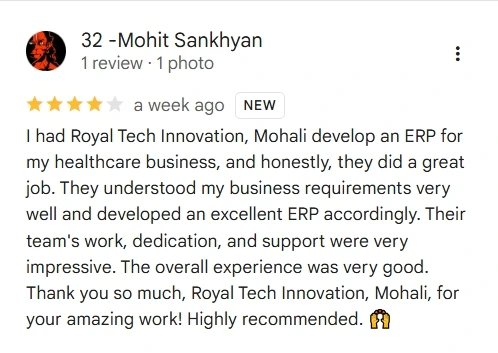 32 -Mohit Sankhyan
1 review · 1 photo
a week ago NEW
I had Royal Tech Innovation, Mohali develop an ERP for
my healthcare business, and honestly, they did a great
job. They understood my business requirements very
well and developed an excellent ERP accordingly. Their
team's work, dedication, and support were very
impressive. The overall experience was very good.
Thank you so much, Royal Tech Innovation, Mohali, for
your amazing work! Highly recommended. 🙌